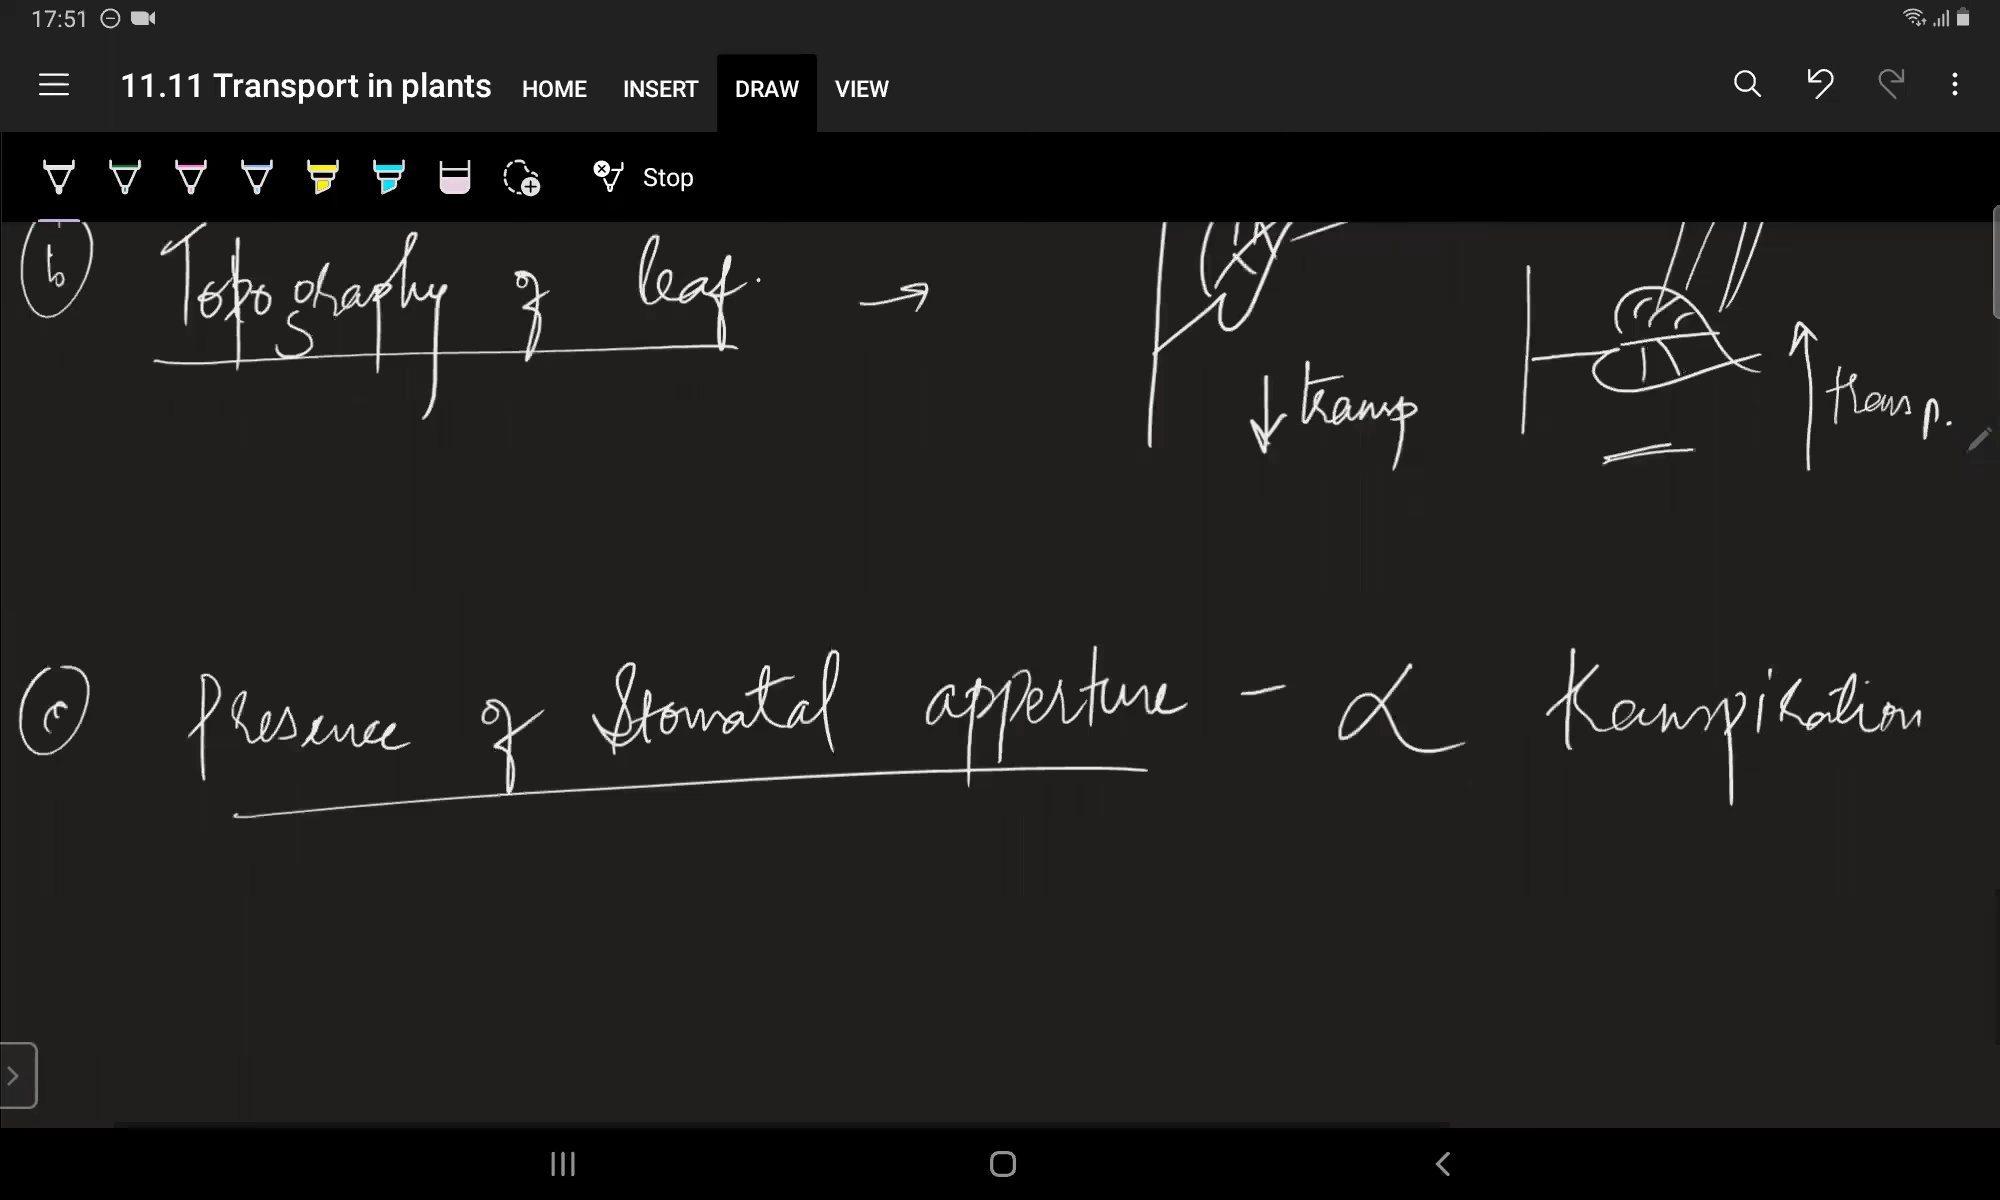 17:51
11.11 Transport in plants HOME INSERT DRAW VIEW
Stop
b Topography of leaf. →
↓ transp
↑ transp.
c Presence of Stomatal apperture - ∝ transpiration